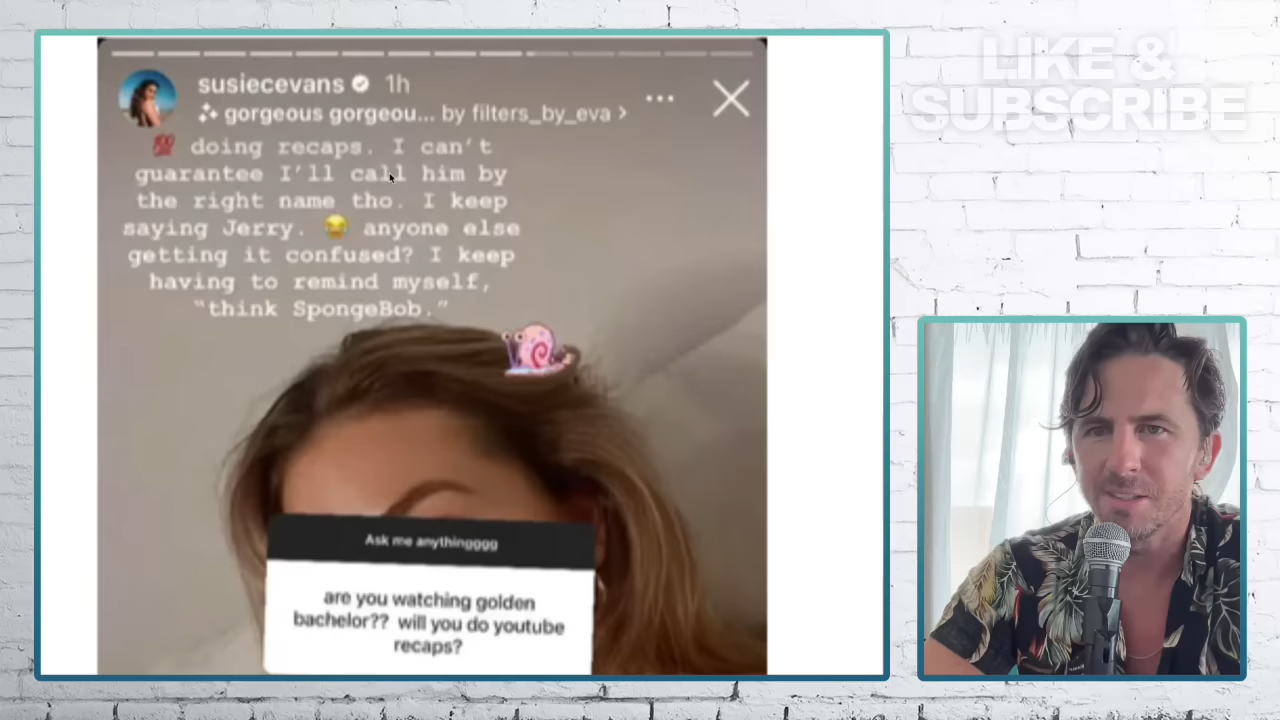 LIKE &
SUBSCRIBE
susiecevans 1h
gorgeous gorgeou... by filters_by_eva >
💯 doing recaps. I can't
guarantee I'll call him by
the right name tho. I keep
saying Jerry. 😂 anyone else
getting it confused? I keep
having to remind myself,
“think SpongeBob.”
Ask me anythingggg
are you watching golden
bachelor?? will you do youtube
recaps?